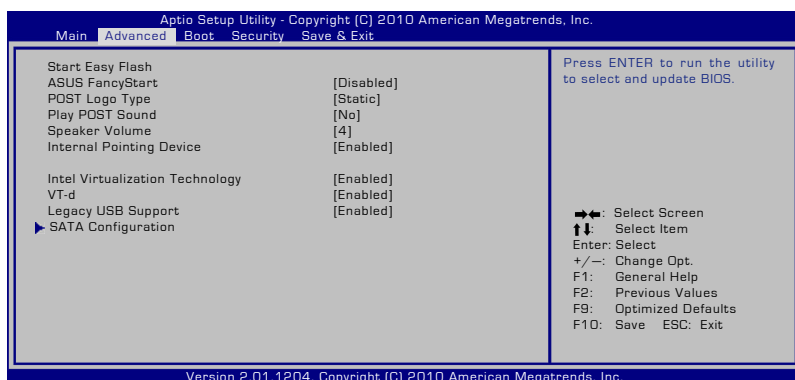 Aptio Setup Utility - Copyright (C) 2010 American Megatrends, Inc.
Main Advanced Boot Security Save & Exit
Start Easy Flash
ASUS FancyStart [Disabled]
POST Logo Type [Static]
Play POST Sound [No]
Speaker Volume [4]
Internal Pointing Device [Enabled]
Intel Virtualization Technology [Enabled]
VT-d [Enabled]
Legacy USB Support [Enabled]
SATA Configuration
Press ENTER to run the utility
to select and update BIOS.
→←: Select Screen
↑↓: Select Item
Enter: Select
+/—: Change Opt.
F1: General Help
F2: Previous Values
F9: Optimized Defaults
F10: Save ESC: Exit
Version 2.01.1204. Copyright (C) 2010 American Megatrends, Inc.